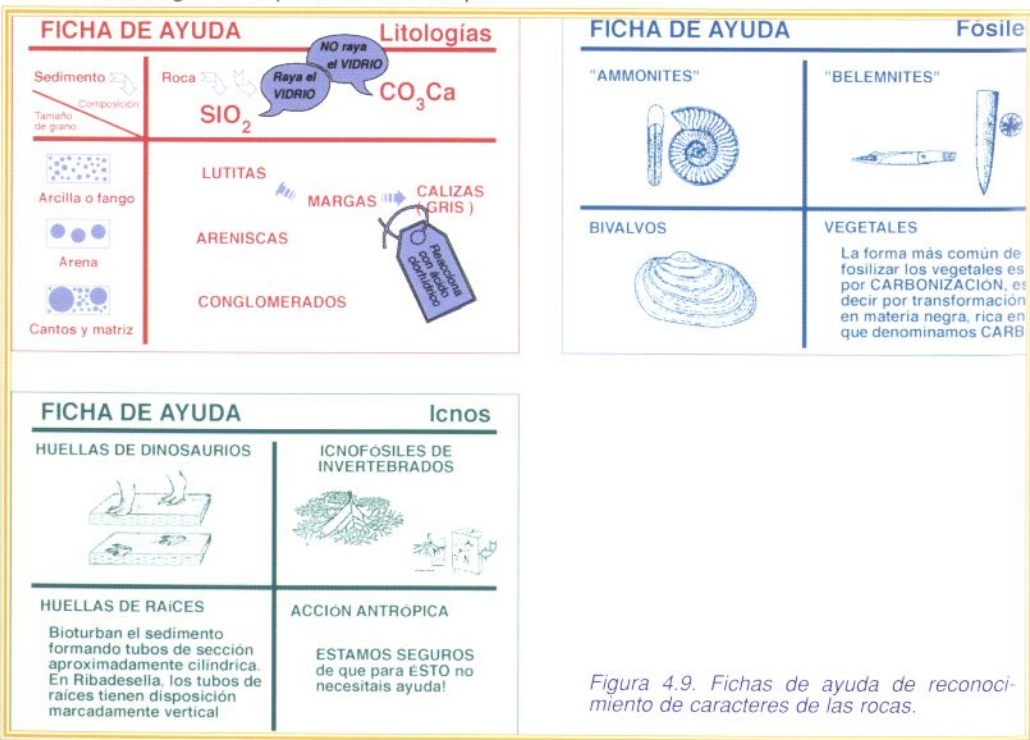 FICHA DE AYUDA Litologías
Sedimento
Composición
Tamaño
de grano
Roca
Raya el
VIDRIO
NO raya
el VIDRIO
SIO2
CO3Ca
Arcilla o fango
LUTITAS
MARGAS
CALIZAS
( GRIS )
Arena
ARENISCAS
Reacciona
con ácido
clorhídrico
Cantos y matriz
CONGLOMERADOS
FICHA DE AYUDA Fósile
"AMMONITES"
"BELEMNITES"
BIVALVOS
VEGETALES
La forma más común de
fosilizar los vegetales es
por CARBONIZACIÓN, es
decir por transformación
en materia negra, rica en
que denominamos CARB
FICHA DE AYUDA Icnos
HUELLAS DE DINOSAURIOS
ICNOFÓSILES DE
INVERTEBRADOS
HUELLAS DE RAíCES
Bioturban el sedimento
formando tubos de sección
aproximadamente cilíndrica.
En Ribadesella, los tubos de
raíces tienen disposición
marcadamente vertical
ACCIÓN ANTRÓPICA
ESTAMOS SEGUROS
de que para ÉSTO no
necesitais ayuda!
Figura 4.9. Fichas de ayuda de reconoci-
miento de caracteres de las rocas.